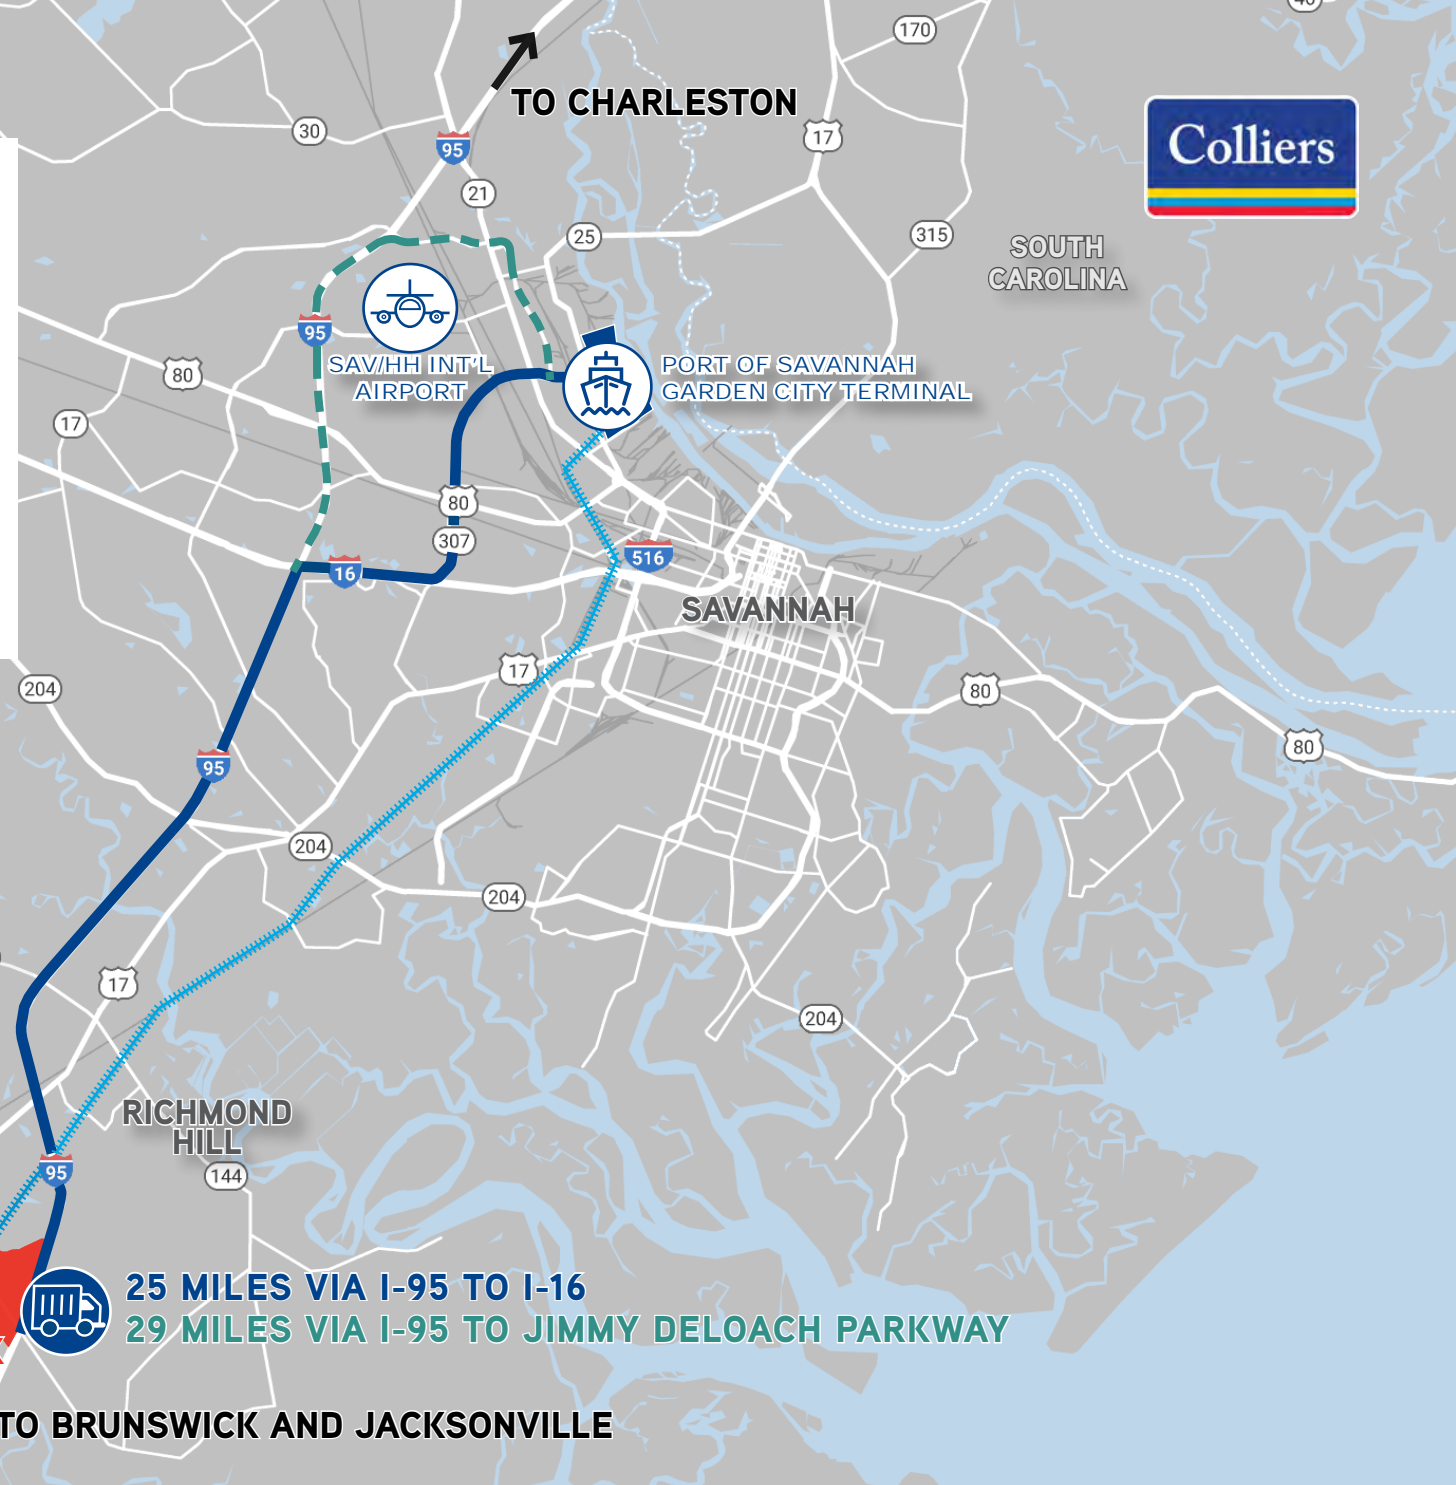 40
170
TO CHARLESTON
30
17
95
Colliers
21
25
315
SOUTH
CAROLINA
95
SAV/HH INT'L
AIRPORT
PORT OF SAVANNAH
GARDEN CITY TERMINAL
80
17
80
307
16
516
SAVANNAH
17
204
80
80
95
204
204
17
204
RICHMOND
HILL
95
144
25 MILES VIA I-95 TO I-16
29 MILES VIA I-95 TO JIMMY DELOACH PARKWAY
TO BRUNSWICK AND JACKSONVILLE